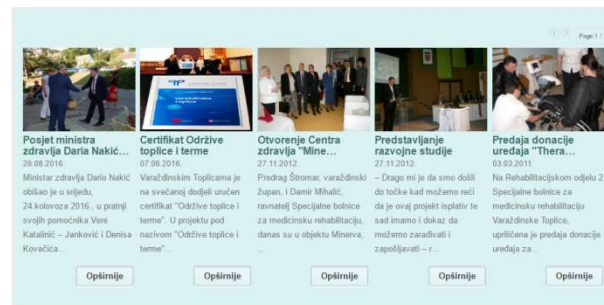 Page 1 /
Posjet ministra
zdravlja Daria Nakić...
26.08.2016.
Ministar zdravlja Dario Nakić
obišao je u srijedu,
24.kolovoza 2016., u pratnji
svojih pomoćnika Vere
Katalinić – Janković i Denisa
Kovačića...
Opširnije
Certifikat Održive
toplice i terme
07.06.2016.
Varaždinskim Toplicama je
na svečanoj dodjeli uručen
certifikat "Održive toplice i
terme". U projektu pod
nazivom "Održive toplice i
terme"...
Opširnije
Otvorenje Centra
zdravlja "Mine...
27.11.2012.
Predrag Štromar, varaždinski
župan, i Damir Mihalić,
ravnatelj Specijalne bolnice
za medicinsku rehabilitaciju,
danas su u objektu Minerva,
...
Opširnije
Predstavljanje
razvojne studije
27.11.2012.
– Drago mi je da smo došli
do točke kad možemo reći
da je ovaj projekt isplativ te
sad imamo i dokaz da
možemo zarađivati i
zapošljavati – r...
Opširnije
Predaja donacije
uređaja "Thera...
03.03.2011.
Na Rehabilitacijskom odjelu 2
Specijalne bolnice za
medicinsku rehabilitaciju
Varaždinske Toplice,
upriličena je predaja donacije
uređaja za...
Opširnije